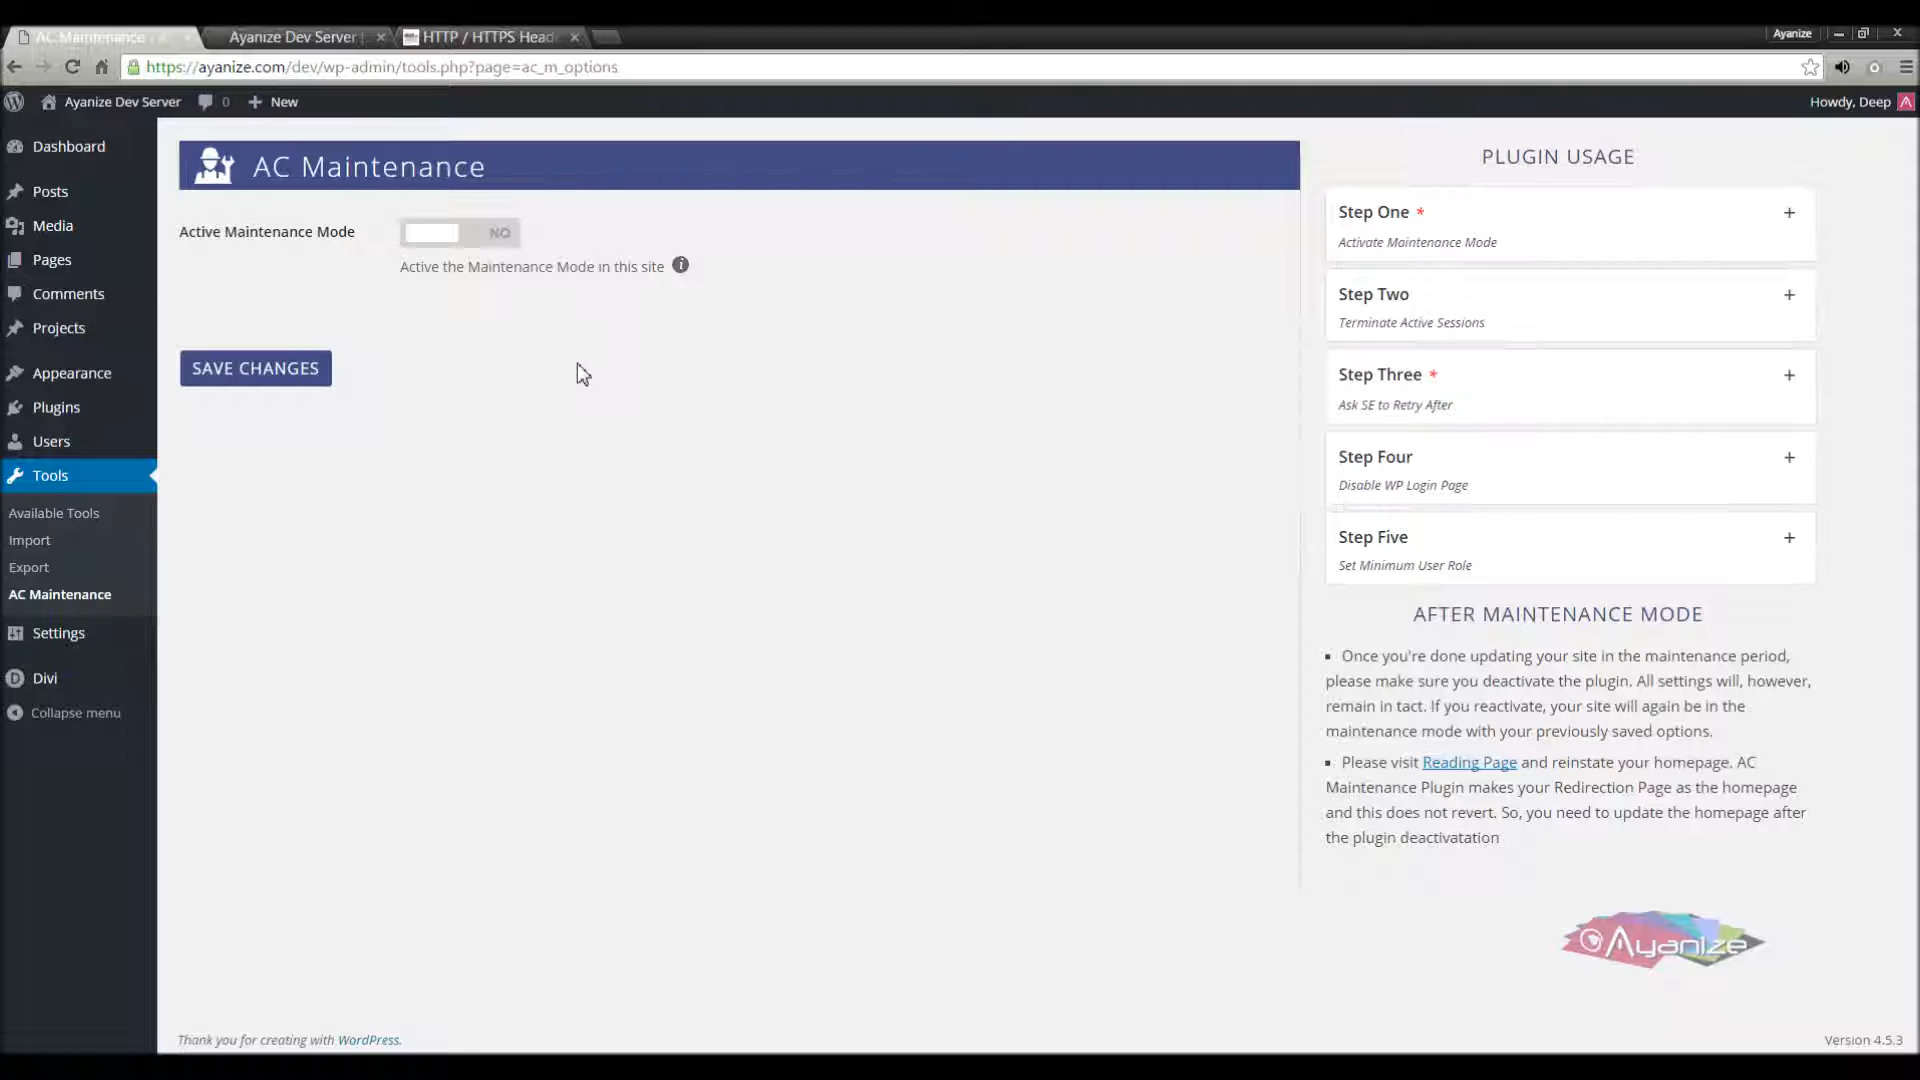 AC Maintenance
Ayanize Dev Server
HTTP / HTTPS Head
Ayanize
https://ayanize.com/dev/wp-admin/tools.php?page=ac_m_options
Ayanize Dev Server
0
New
Howdy, Deep
Dashboard
Posts
Media
Pages
Comments
Projects
Appearance
Plugins
Users
Tools
Available Tools
Import
Export
AC Maintenance
Settings
Divi
Collapse menu
AC Maintenance
Active Maintenance Mode
NO
Active the Maintenance Mode in this site
SAVE CHANGES
PLUGIN USAGE
Step One *
+
Activate Maintenance Mode
Step Two
+
Terminate Active Sessions
Step Three *
+
Ask SE to Retry After
Step Four
+
Disable WP Login Page
Step Five
+
Set Minimum User Role
AFTER MAINTENANCE MODE
▪ Once you're done updating your site in the maintenance period,
please make sure you deactivate the plugin. All settings will, however,
remain in tact. If you reactivate, your site will again be in the
maintenance mode with your previously saved options.
▪ Please visit Reading Page and reinstate your homepage. AC
Maintenance Plugin makes your Redirection Page as the homepage
and this does not revert. So, you need to update the homepage after
the plugin deactivatation
Ayanize
Thank you for creating with WordPress.
Version 4.5.3